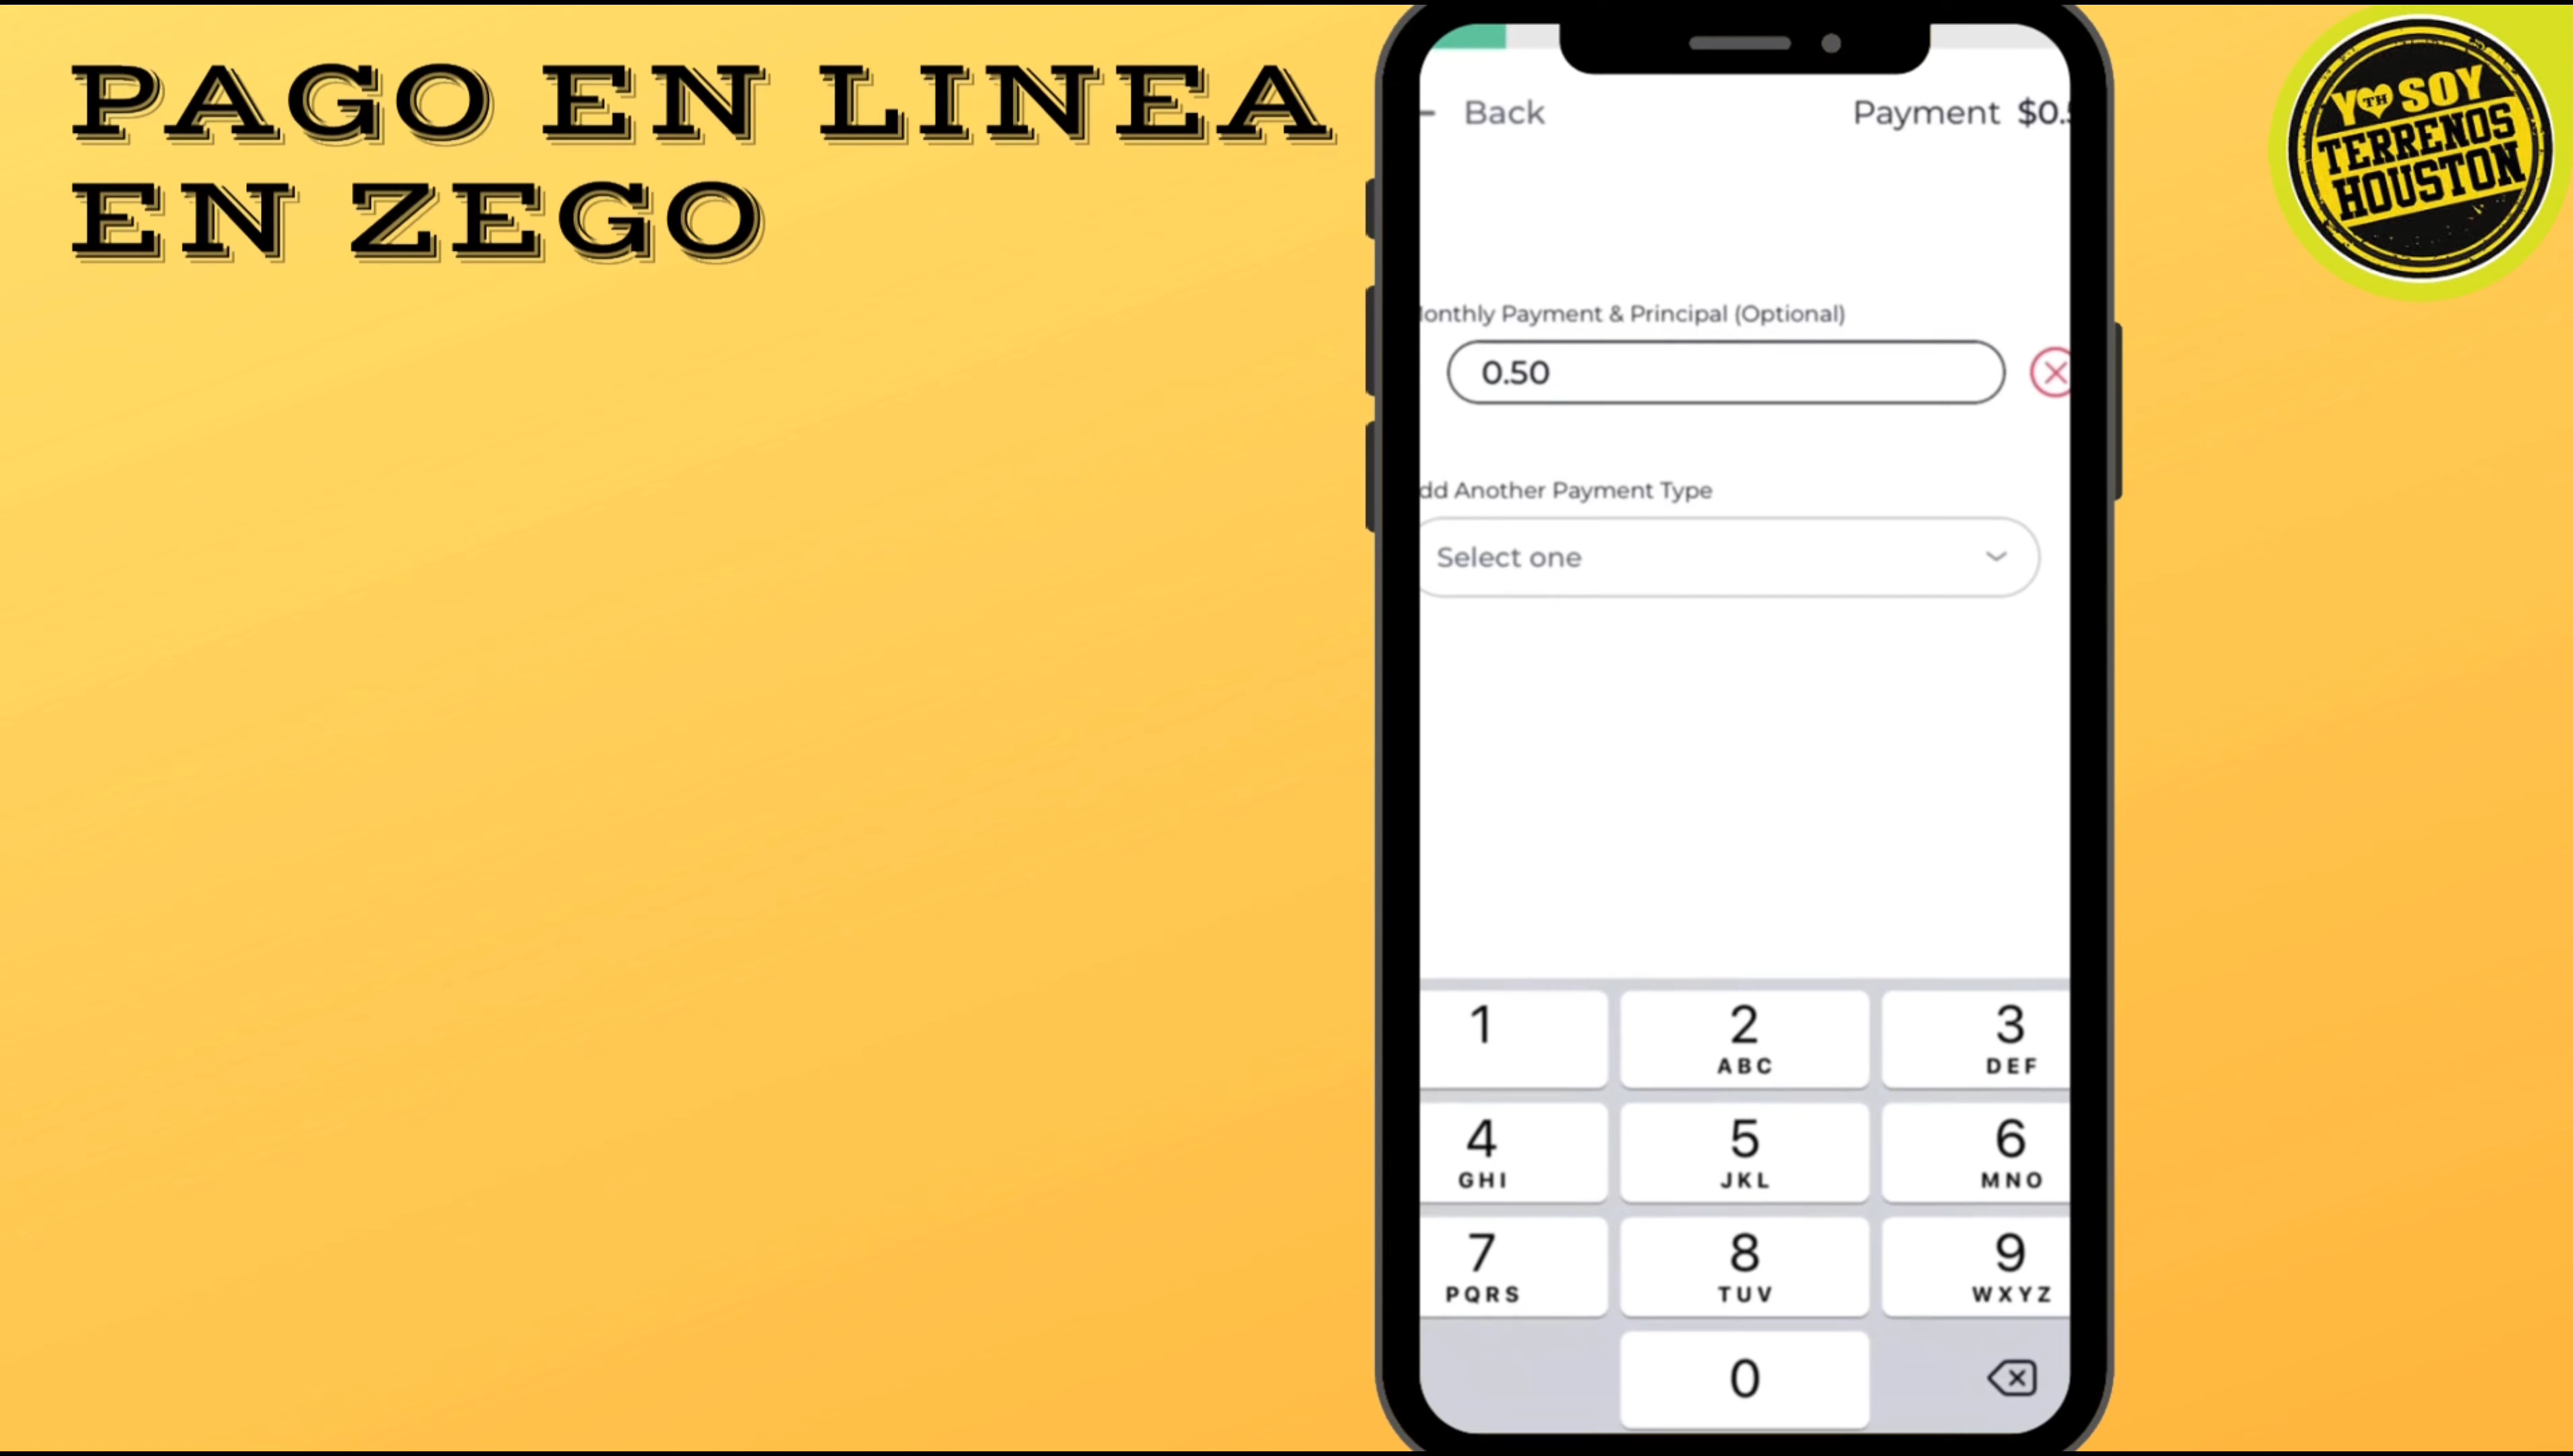 PAGO EN LINEA
EN ZEGO
YO TH SOY
TERRENOS
HOUSTON
Back
Payment $0.5
onthly Payment & Principal (Optional)
0.50
dd Another Payment Type
Select one
1
2
ABC
3
DEF
4
GHI
5
JKL
6
MNO
7
PQRS
8
TUV
9
WXYZ
0